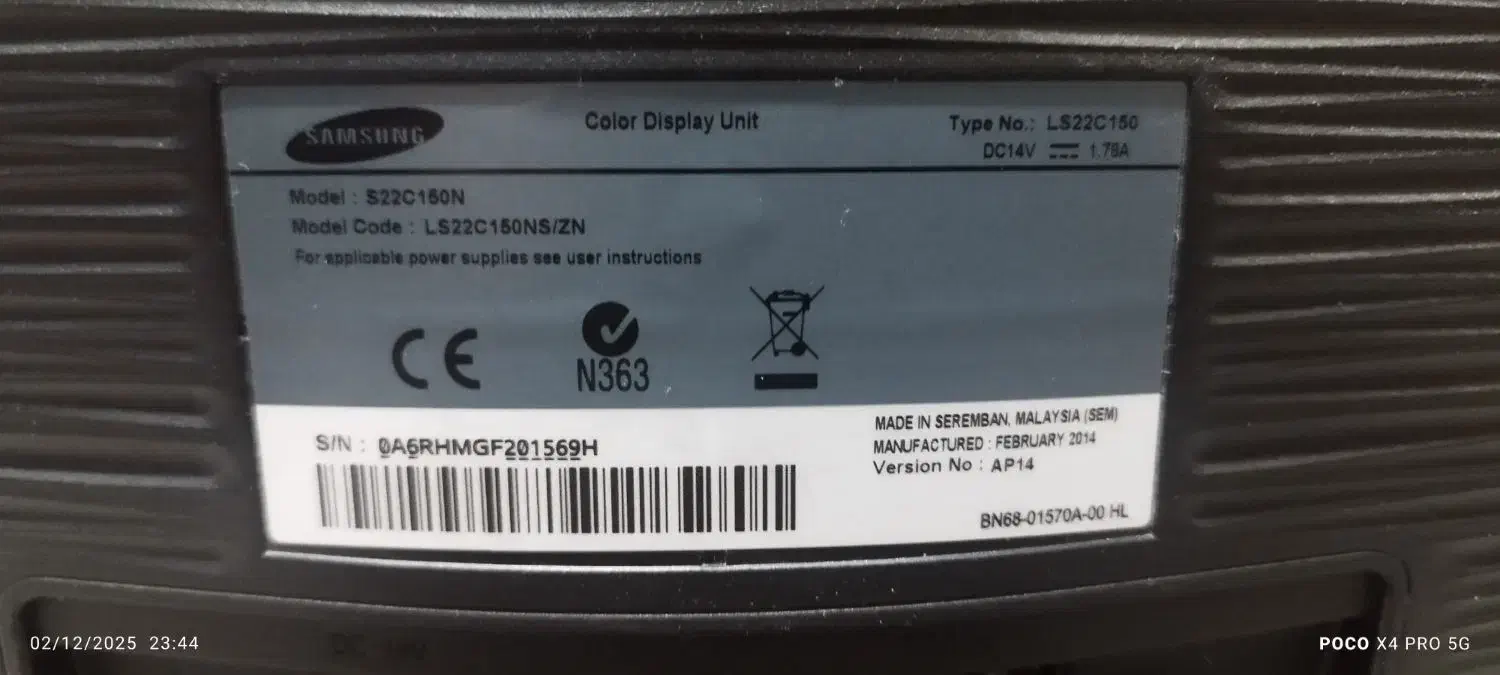 SAMSUNG
Color Display Unit
Type No.: LS22C150
DC14V 1.78A
Model : S22C150N
Model Code : LS22C150NS/ZN
For applicable power supplies see user instructions
CE
N363
S/N : 0A6RHMGF201569H
MADE IN SEREMBAN, MALAYSIA (SEM)
MANUFACTURED : FEBRUARY 2014
Version No : AP14
BN68-01570A-00 HL
02/12/2025 23:44
POCO X4 PRO 5G